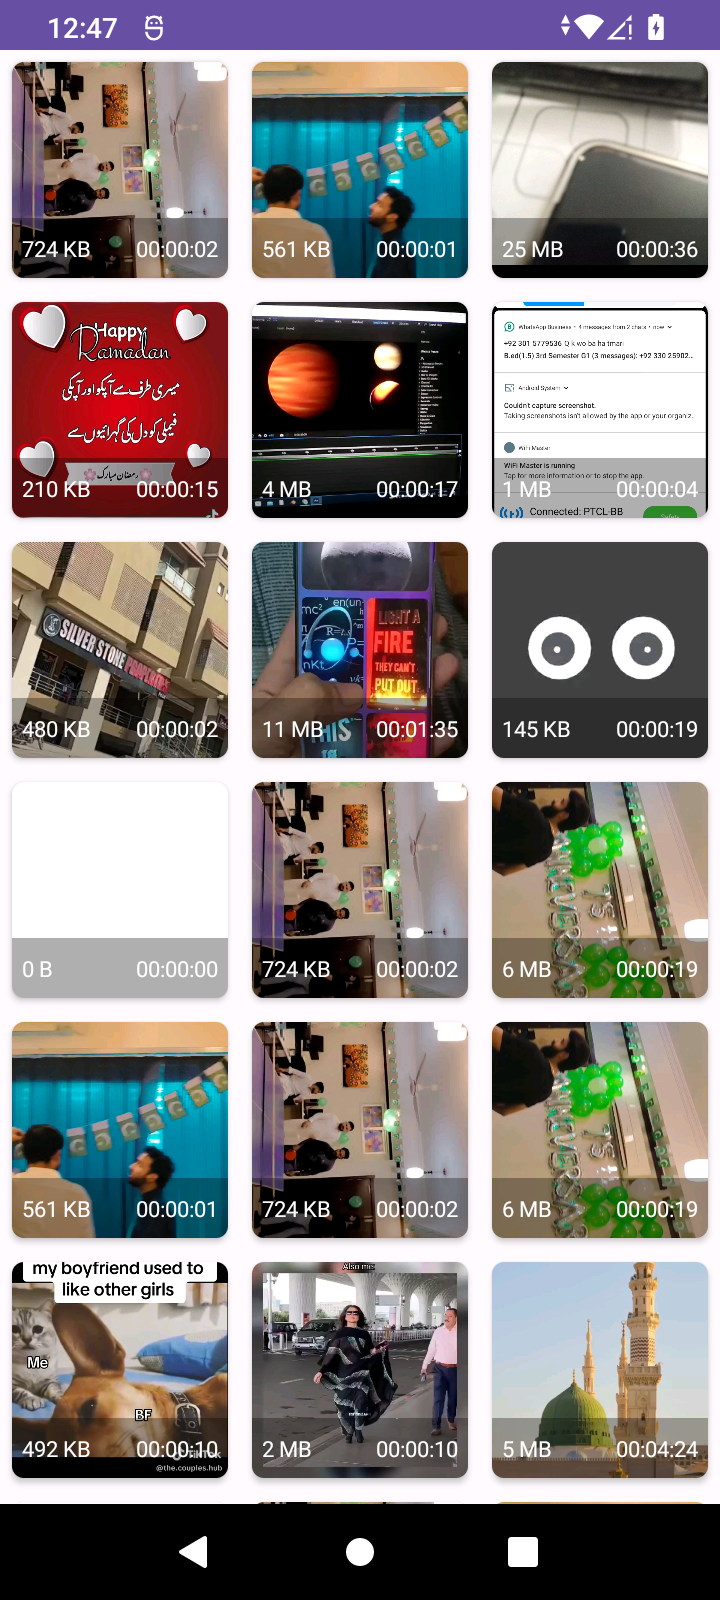 12:47
724 KB 00:00:02
561 KB 00:00:01
25 MB 00:00:36
Happy
Ramadan
میری طرف سے آپکو اور آپکی
فیملی کو دل کی گہرائیوں سے
رمضان مبارک
210 KB 00:00:15
4 MB 00:00:17
WhatsApp Business • 4 messages from 2 chats • now
+92 301 5779536 Q k wo ba ha tmari
B.ed(1.5) 3rd Semester G1 (3 messages): +92 330 25902...
Android System
Couldn't capture screenshot.
Taking screenshots isn't allowed by the app or your organiz.
WiFi Master
WiFi Master is running
Tap for more information or to stop the app.
1 MB 00:00:04
Connected: PTCL-BB
SILVER STONE PROPERTIES
480 KB 00:00:02
mc²
en(un
R=t.s
nKt
LIGHT A
FIRE
THEY CAN'T
PUT OUT
THIS
11 MB 00:01:35
145 KB 00:00:19
0 B 00:00:00
724 KB 00:00:02
6 MB 00:00:19
561 KB 00:00:01
724 KB 00:00:02
6 MB 00:00:19
my boyfriend used to
like other girls
Me
BF
492 KB 00:00:10
TikTok
@the.couples.hub
Also me:
2 MB 00:00:10
5 MB 00:04:24